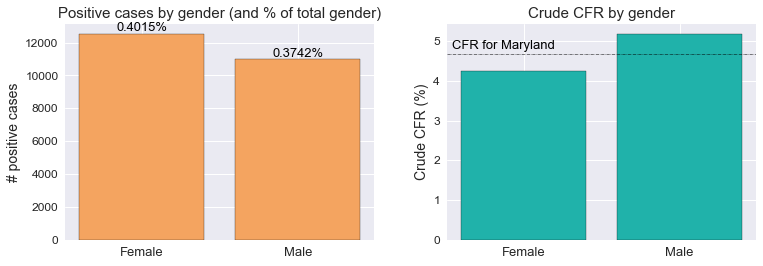 Positive cases by gender (and % of total gender)
# positive cases
12000
10000
8000
6000
4000
2000
0
0.4015%
0.3742%
Female
Male
Crude CFR by gender
Crude CFR (%)
5
4
3
2
1
0
CFR for Maryland
Female
Male